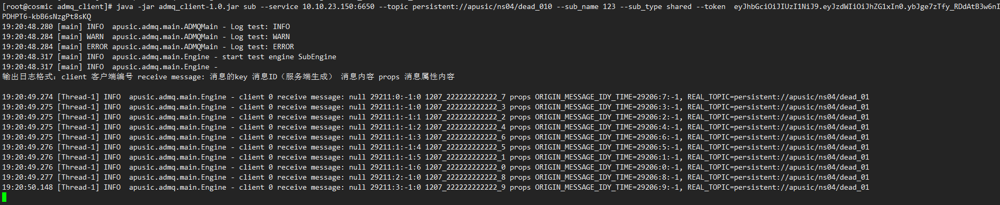 [root@cosmic admq_client]# java -jar admq_client-1.0.jar sub --service 10.10.23.150:6650 --topic persistent://apusic/ns04/dead_010 --sub_name 123 --sub_type shared --token  eyJhbGciOiJIUzI1NiJ9.eyJzdWIiOiJhZG1xIn0.ybJge7zTfy_RDdAtB3w6nI
PDHPT6-kbB6sNzgPt8sKQ
19:20:48.280 [main] INFO  apusic.admq.main.ADMQMain - Log test: INFO
19:20:48.284 [main] WARN  apusic.admq.main.ADMQMain - Log test: WARN
19:20:48.284 [main] ERROR apusic.admq.main.ADMQMain - Log test: ERROR
19:20:48.317 [main] INFO  apusic.admq.main.Engine - start test engine SubEngine
19:20:48.317 [main] INFO  apusic.admq.main.Engine -
输出日志格式: client 客户端编号 receive message: 消息的key 消息ID（服务端生成） 消息内容 props 消息属性内容
19:20:49.274 [Thread-1] INFO  apusic.admq.main.Engine - client 0 receive message: null 29211:0:-1:0 1207_222222222222_7 props ORIGIN_MESSAGE_IDY_TIME=29206:7:-1, REAL_TOPIC=persistent://apusic/ns04/dead_01
19:20:49.275 [Thread-1] INFO  apusic.admq.main.Engine - client 0 receive message: null 29211:1:-1:0 1207_222222222222_3 props ORIGIN_MESSAGE_IDY_TIME=29206:3:-1, REAL_TOPIC=persistent://apusic/ns04/dead_01
19:20:49.275 [Thread-1] INFO  apusic.admq.main.Engine - client 0 receive message: null 29211:1:-1:1 1207_222222222222_2 props ORIGIN_MESSAGE_IDY_TIME=29206:2:-1, REAL_TOPIC=persistent://apusic/ns04/dead_01
19:20:49.275 [Thread-1] INFO  apusic.admq.main.Engine - client 0 receive message: null 29211:1:-1:2 1207_222222222222_4 props ORIGIN_MESSAGE_IDY_TIME=29206:4:-1, REAL_TOPIC=persistent://apusic/ns04/dead_01
19:20:49.275 [Thread-1] INFO  apusic.admq.main.Engine - client 0 receive message: null 29211:1:-1:3 1207_222222222222_6 props ORIGIN_MESSAGE_IDY_TIME=29206:6:-1, REAL_TOPIC=persistent://apusic/ns04/dead_01
19:20:49.276 [Thread-1] INFO  apusic.admq.main.Engine - client 0 receive message: null 29211:1:-1:4 1207_222222222222_5 props ORIGIN_MESSAGE_IDY_TIME=29206:5:-1, REAL_TOPIC=persistent://apusic/ns04/dead_01
19:20:49.276 [Thread-1] INFO  apusic.admq.main.Engine - client 0 receive message: null 29211:1:-1:5 1207_222222222222_1 props ORIGIN_MESSAGE_IDY_TIME=29206:1:-1, REAL_TOPIC=persistent://apusic/ns04/dead_01
19:20:49.276 [Thread-1] INFO  apusic.admq.main.Engine - client 0 receive message: null 29211:1:-1:6 1207_222222222222_0 props ORIGIN_MESSAGE_IDY_TIME=29206:0:-1, REAL_TOPIC=persistent://apusic/ns04/dead_01
19:20:49.277 [Thread-1] INFO  apusic.admq.main.Engine - client 0 receive message: null 29211:2:-1:0 1207_222222222222_8 props ORIGIN_MESSAGE_IDY_TIME=29206:8:-1, REAL_TOPIC=persistent://apusic/ns04/dead_01
19:20:50.148 [Thread-1] INFO  apusic.admq.main.Engine - client 0 receive message: null 29211:3:-1:0 1207_222222222222_9 props ORIGIN_MESSAGE_IDY_TIME=29206:9:-1, REAL_TOPIC=persistent://apusic/ns04/dead_01